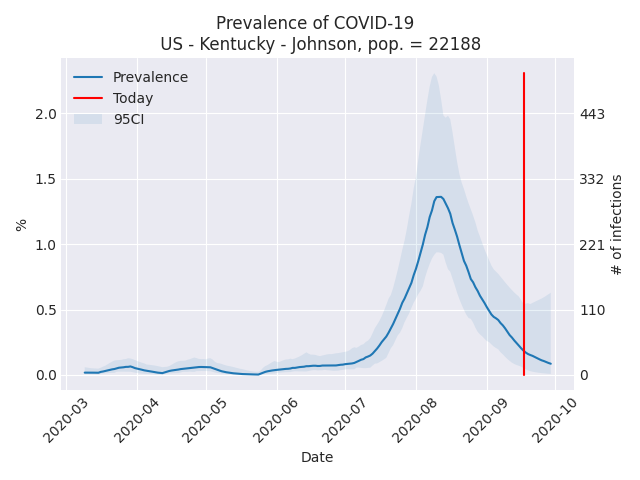 Prevalence of COVID-19
US - Kentucky - Johnson, pop. = 22188
Prevalence
Today
95CI
2.0
1.5
1.0
0.5
0.0
%
443
332
221
110
0
# of infections
2020-03
2020-04
2020-05
2020-06
2020-07
2020-08
2020-09
2020-10
Date